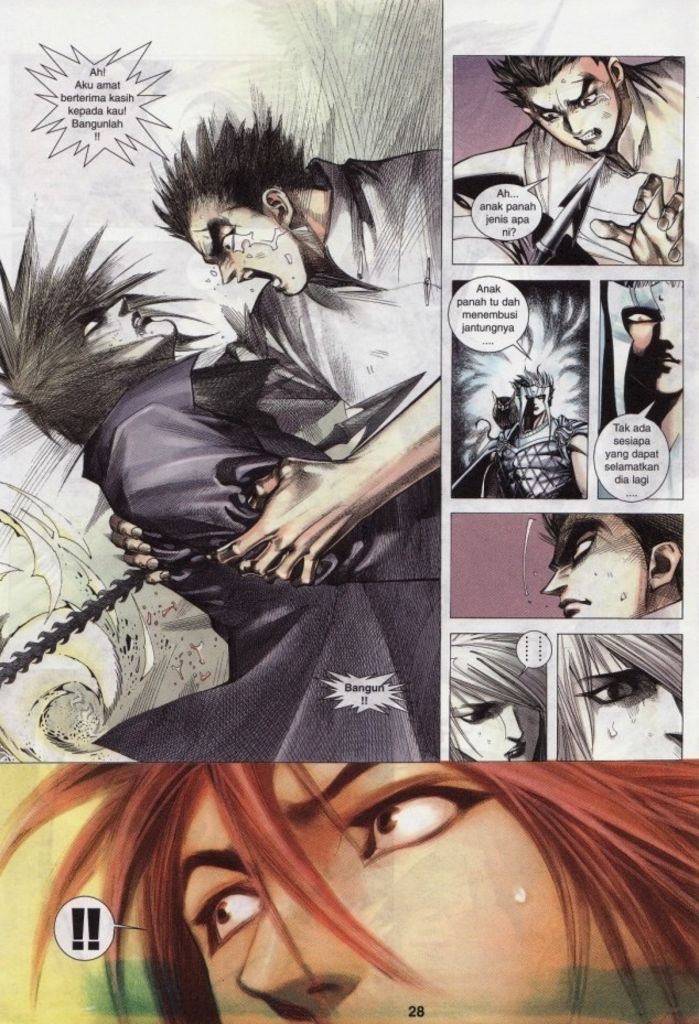 Ah!
Aku amat
berterima kasih
kepada kau!
Bangunlah
!!
Bangun
!!
Ah...
anak panah
jenis apa
ni?
Anak
panah tu dah
menembusi
jantungnya
....
Tak ada
sesiapa
yang dapat
selamatkan
dia lagi
....
!!
28